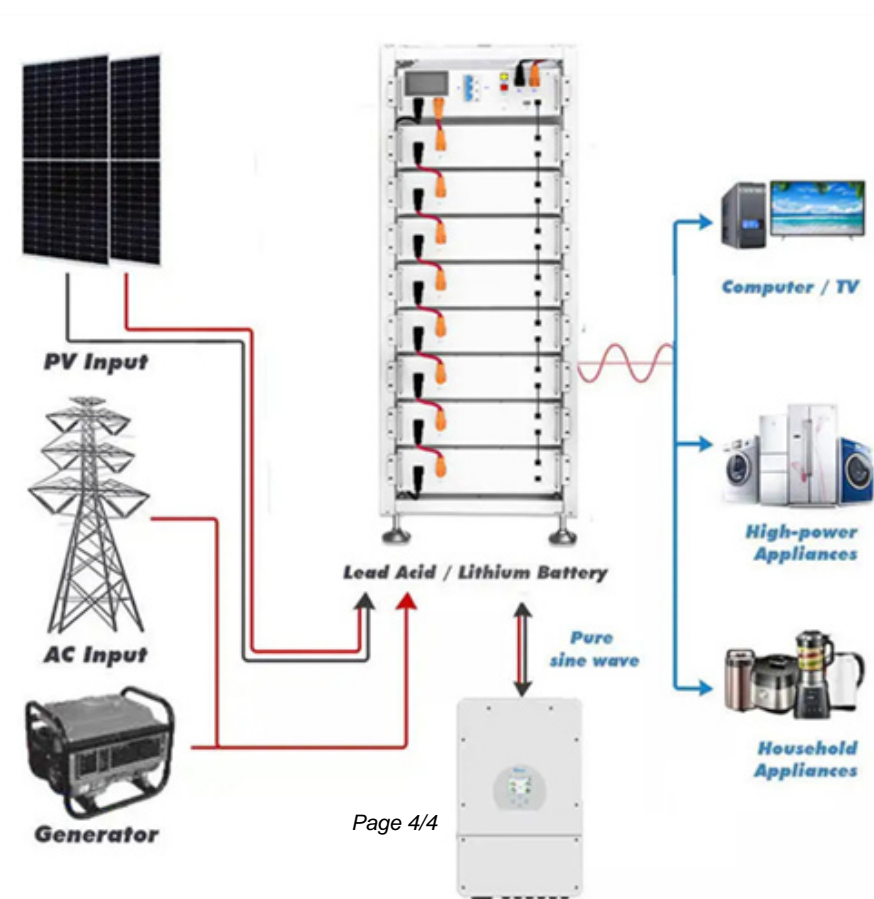 Computer / TV
PV Input
High-power
Appliances
Lead Acid / Lithium Battery
Pure
sine wave
AC Input
Household
Appliances
Page 4/4
Generator